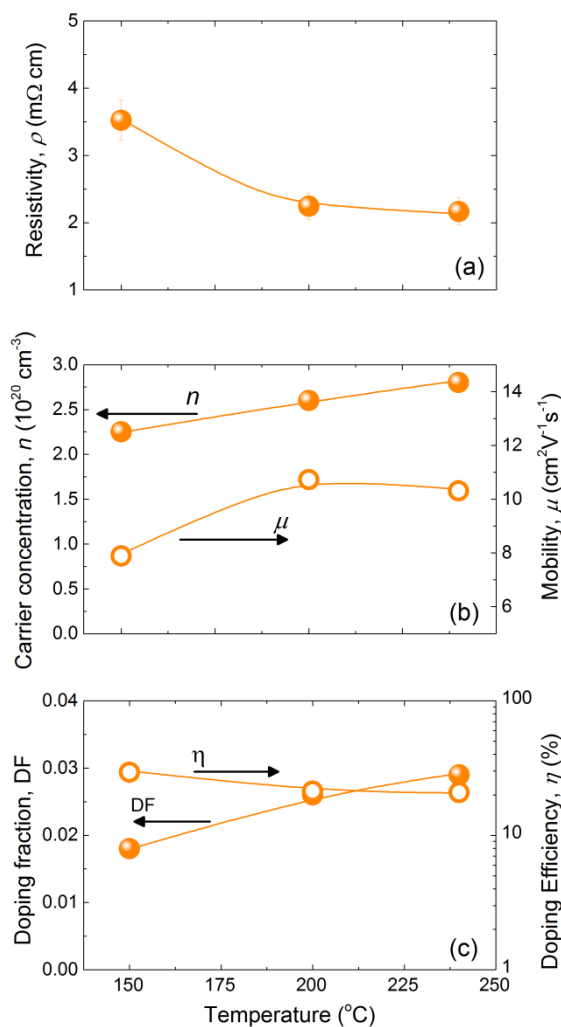 5
4
3
2
1
Resistivity, ρ (mΩ cm)
(a)
3.0
2.5
2.0
1.5
1.0
0.5
0.0
Carrier concentration, n (10²⁰ cm⁻³)
n
μ
14
12
10
8
6
Mobility, μ (cm²V⁻¹s⁻¹)
(b)
0.04
0.03
0.02
0.01
0.00
Doping fraction, DF
η
DF
100
10
1
Doping Efficiency, η (%)
(c)
150 175 200 225 250
Temperature (°C)